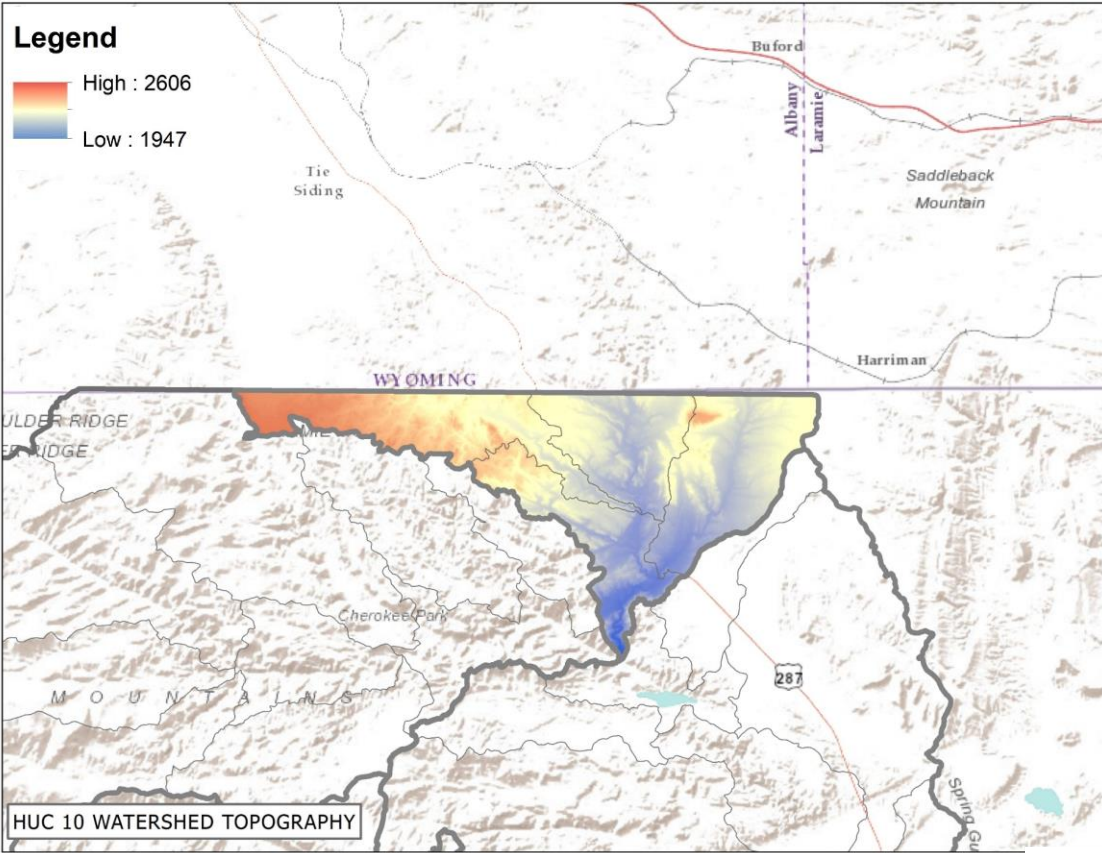 Legend
High : 2606
Low : 1947
Buford
Albany
Laramie
Tie
Siding
Saddleback
Mountain
Harriman
WYOMING
ULDER RIDGE
RIDGE
Cherokee Park
MOUNTAINS
287
Spring Gu
HUC 10 WATERSHED TOPOGRAPHY